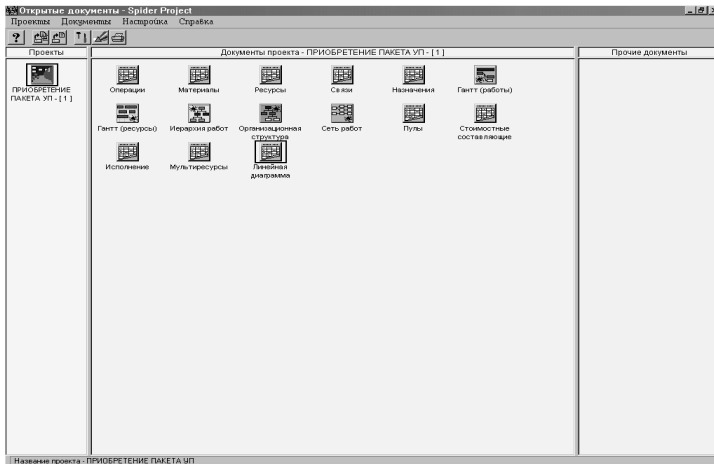 Открытые документы - Spider Project
Проекты Документы Настройка Справка
?
Проекты
Документы проекта - ПРИОБРЕТЕНИЕ ПАКЕТА УП - [ 1 ]
Прочие документы
ПРИОБРЕТЕНИЕ
ПАКЕТА УП - [ 1 ]
Операции
Материалы
Ресурсы
Связи
Назначения
Гантт (работы)
Гантт (ресурсы)
Иерархия работ
Организационная
структура
Сеть работ
Пулы
Стоимостные
составляющие
Исполнение
Мультиресурсы
Линейная
диаграмма
Название проекта - ПРИОБРЕТЕНИЕ ПАКЕТА УП